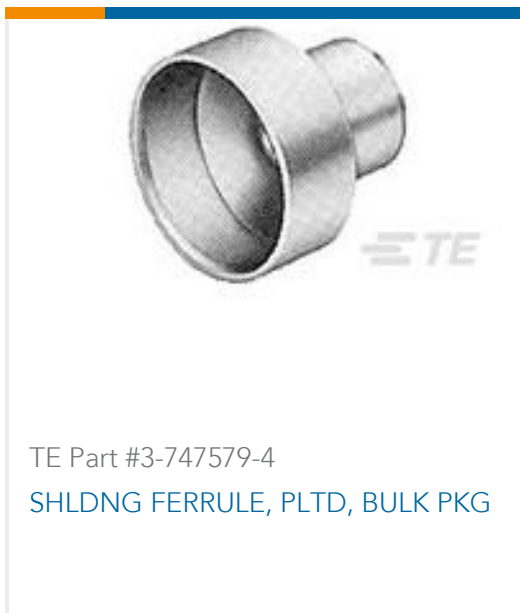 TE
TE Part #3-747579-4
SHLDNG FERRULE, PLTD, BULK PKG